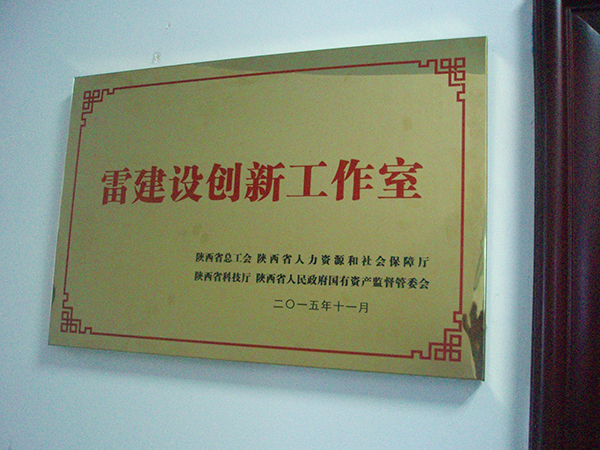 雷建设创新工作室
陕西省总工会 陕西省人力资源和社会保障厅
陕西省科技厅 陕西省人民政府国有资产监督管委会
二〇一五年十一月